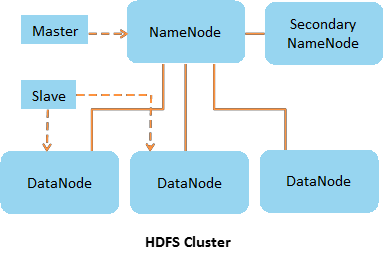 Master
NameNode
Secondary
NameNode
Slave
DataNode
DataNode
DataNode
HDFS Cluster